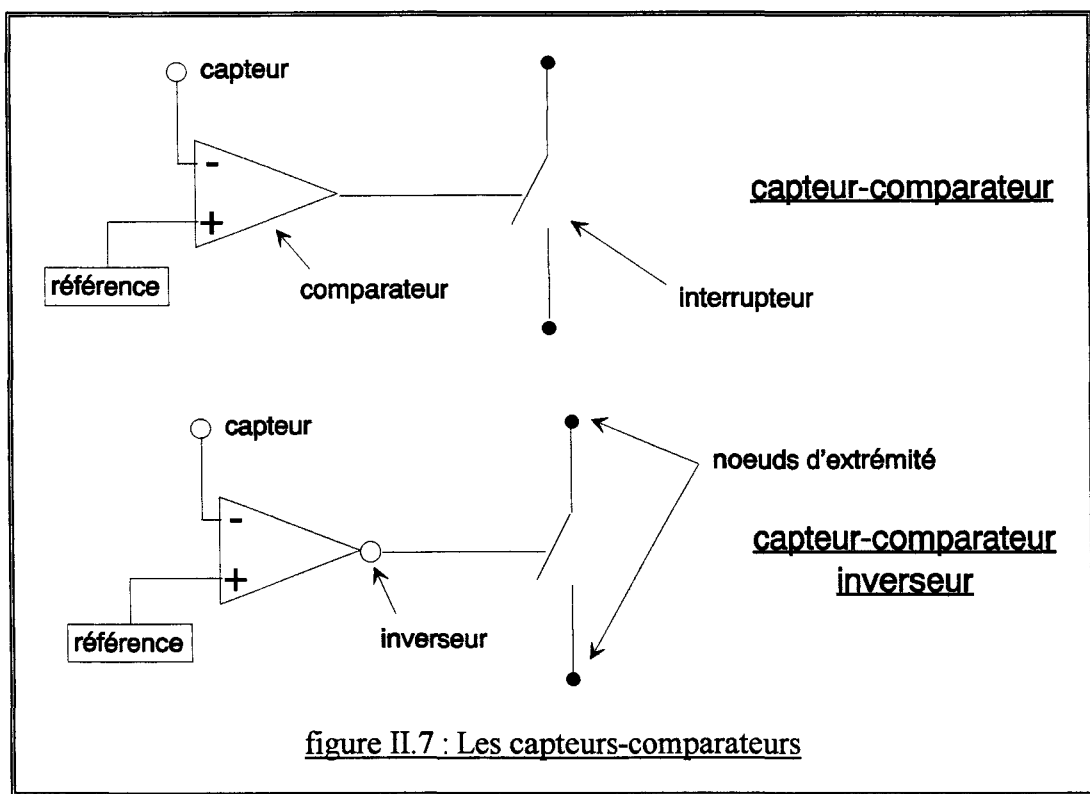 capteur
-
+
référence
comparateur
capteur-comparateur
interrupteur
capteur
noeuds d'extrémité
-
+
référence
inverseur
capteur-comparateur
inverseur
figure II.7 : Les capteurs-comparateurs